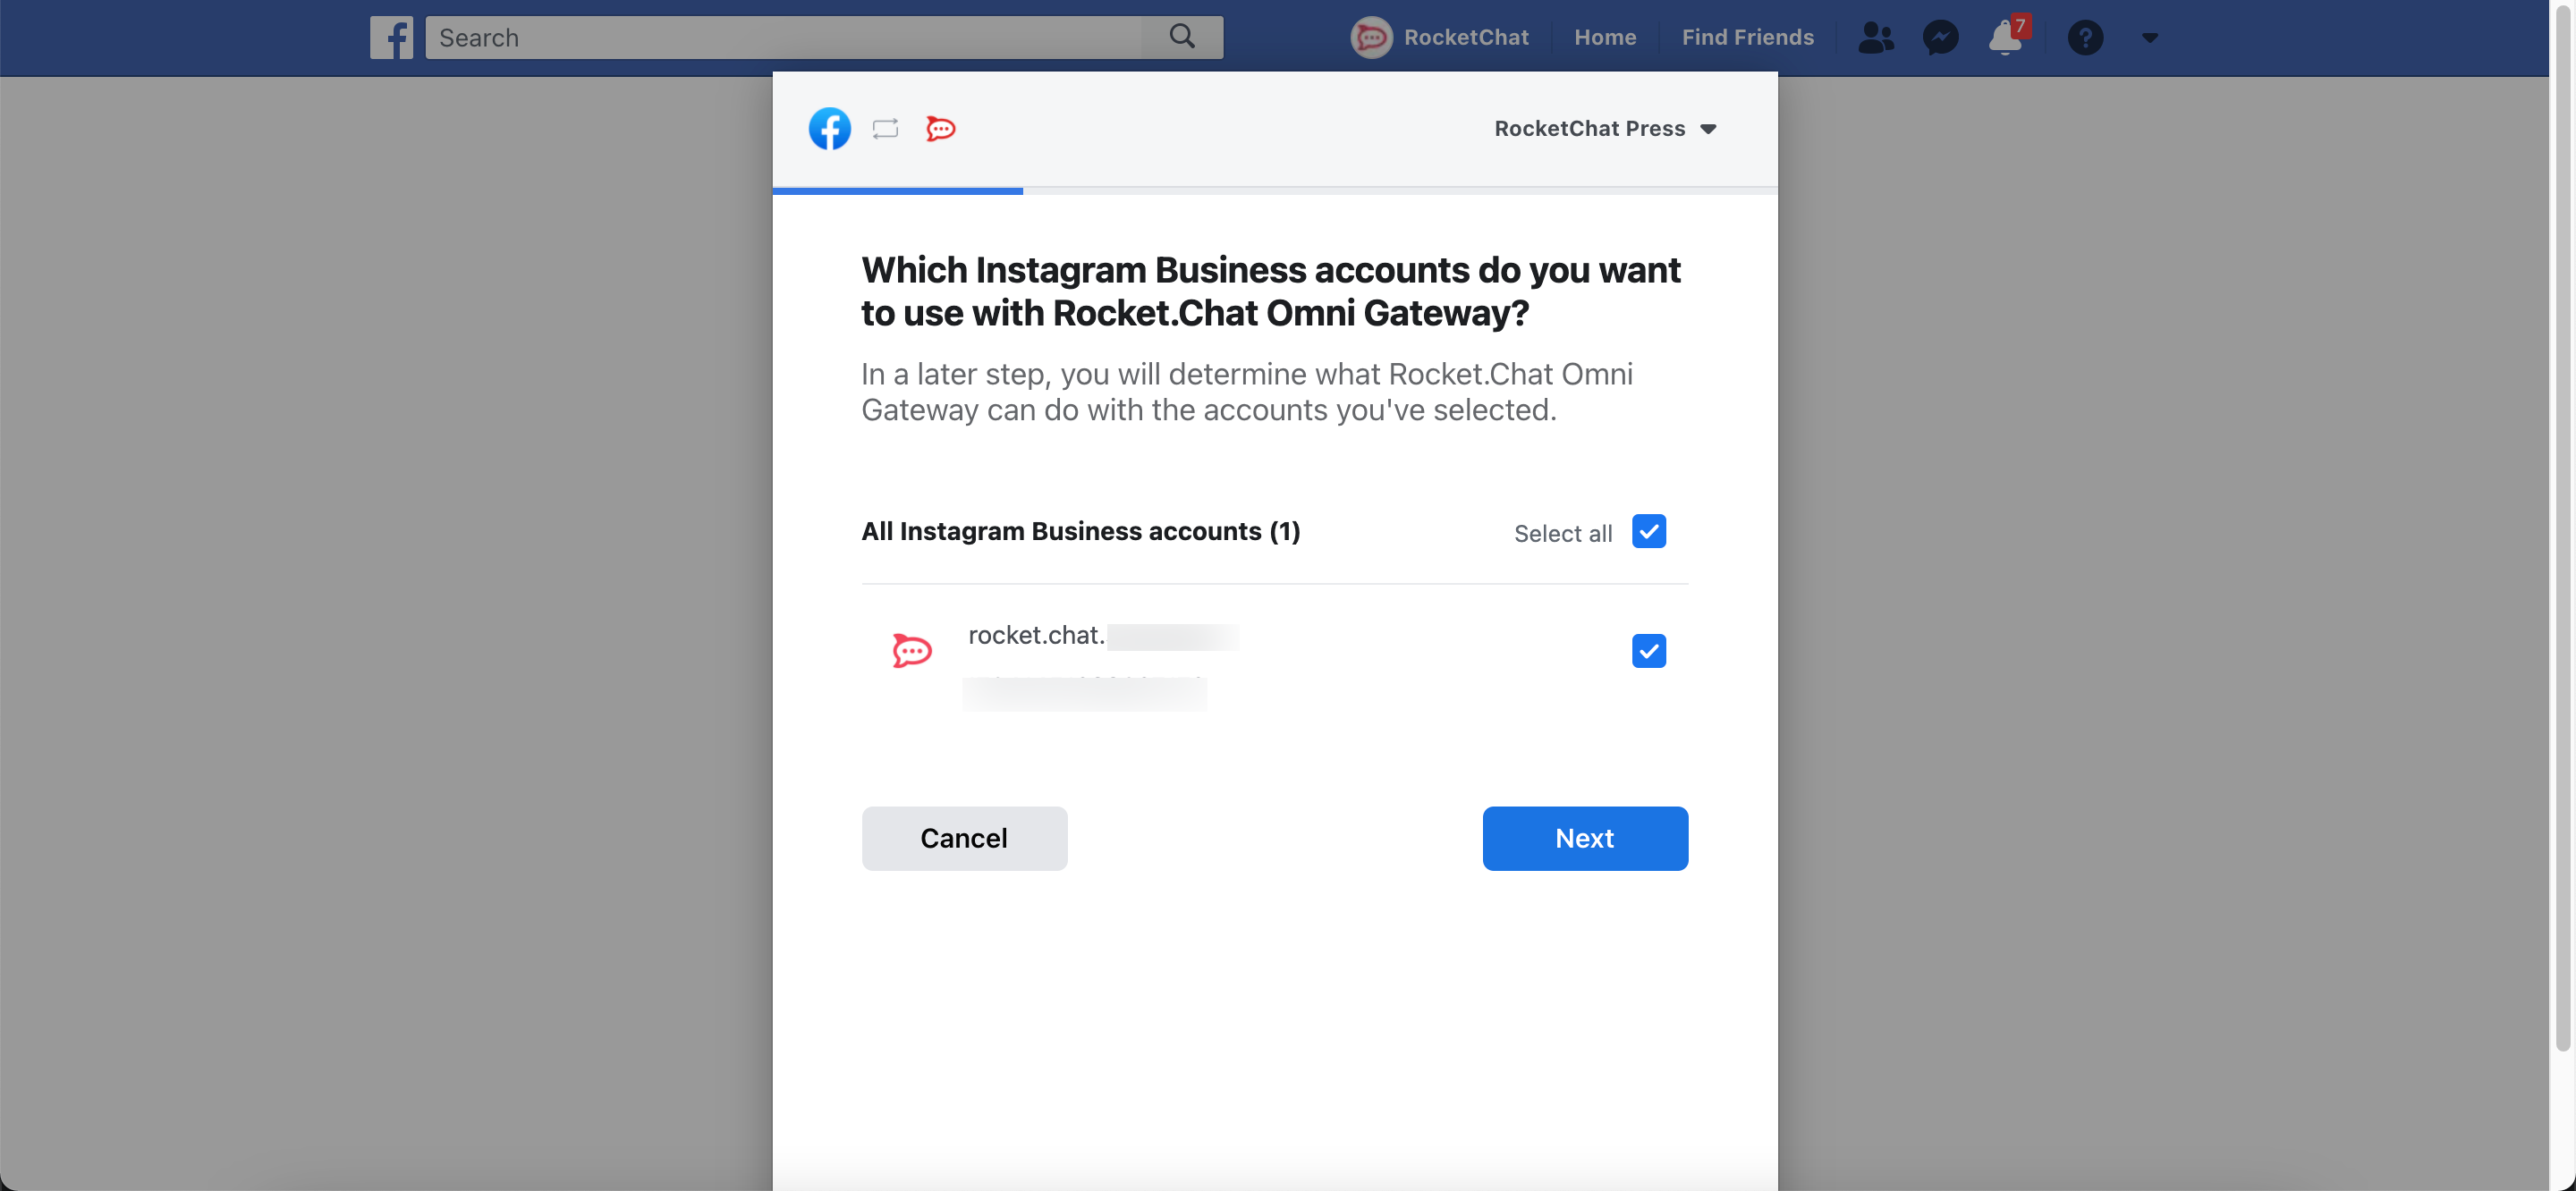 Search
RocketChat
Home
Find Friends
7
RocketChat Press
Which Instagram Business accounts do you want
to use with Rocket.Chat Omni Gateway?
In a later step, you will determine what Rocket.Chat Omni
Gateway can do with the accounts you've selected.
All Instagram Business accounts (1)
Select all
rocket.chat.
Cancel
Next